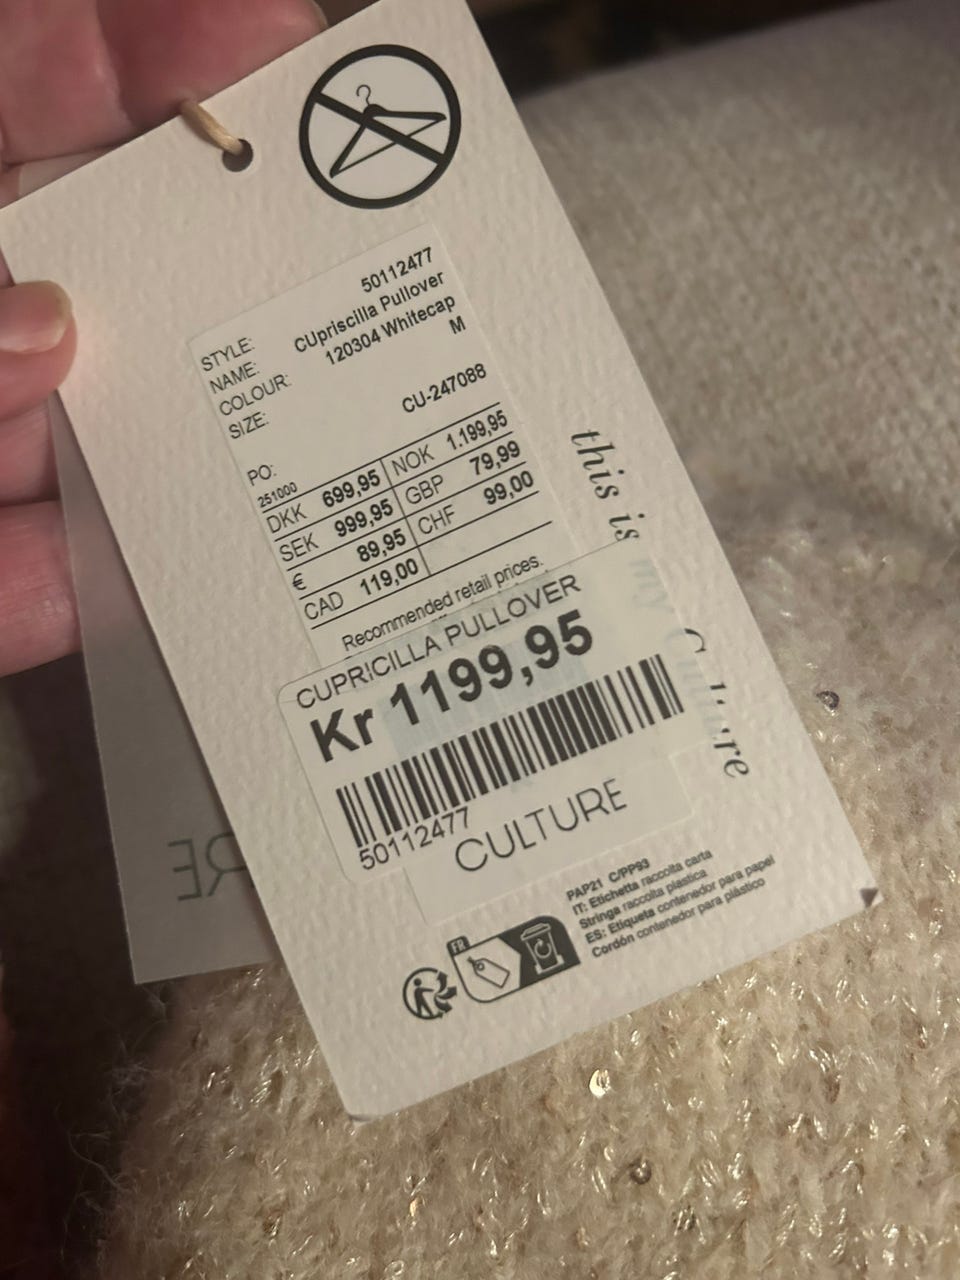 STYLE: 50112477
NAME: CUpriscilla Pullover
COLOUR: 120304 Whitecap
SIZE: M
PO: CU-247088
251000
DKK 699,95 NOK 1.199,95
SEK 999,95 GBP 79,99
€ 89,95 CHF 99,00
CAD 119,00
Recommended retail prices.
CUPRICILLA PULLOVER
Kr 1199,95
50112477
CULTURE
this is my Culture
PAP21 C/PP93
IT: Etichetta raccolta carta
Stringa raccolta plastica
ES: Etiqueta contenedor para papel
Cordón contenedor para plástico
FR
RE